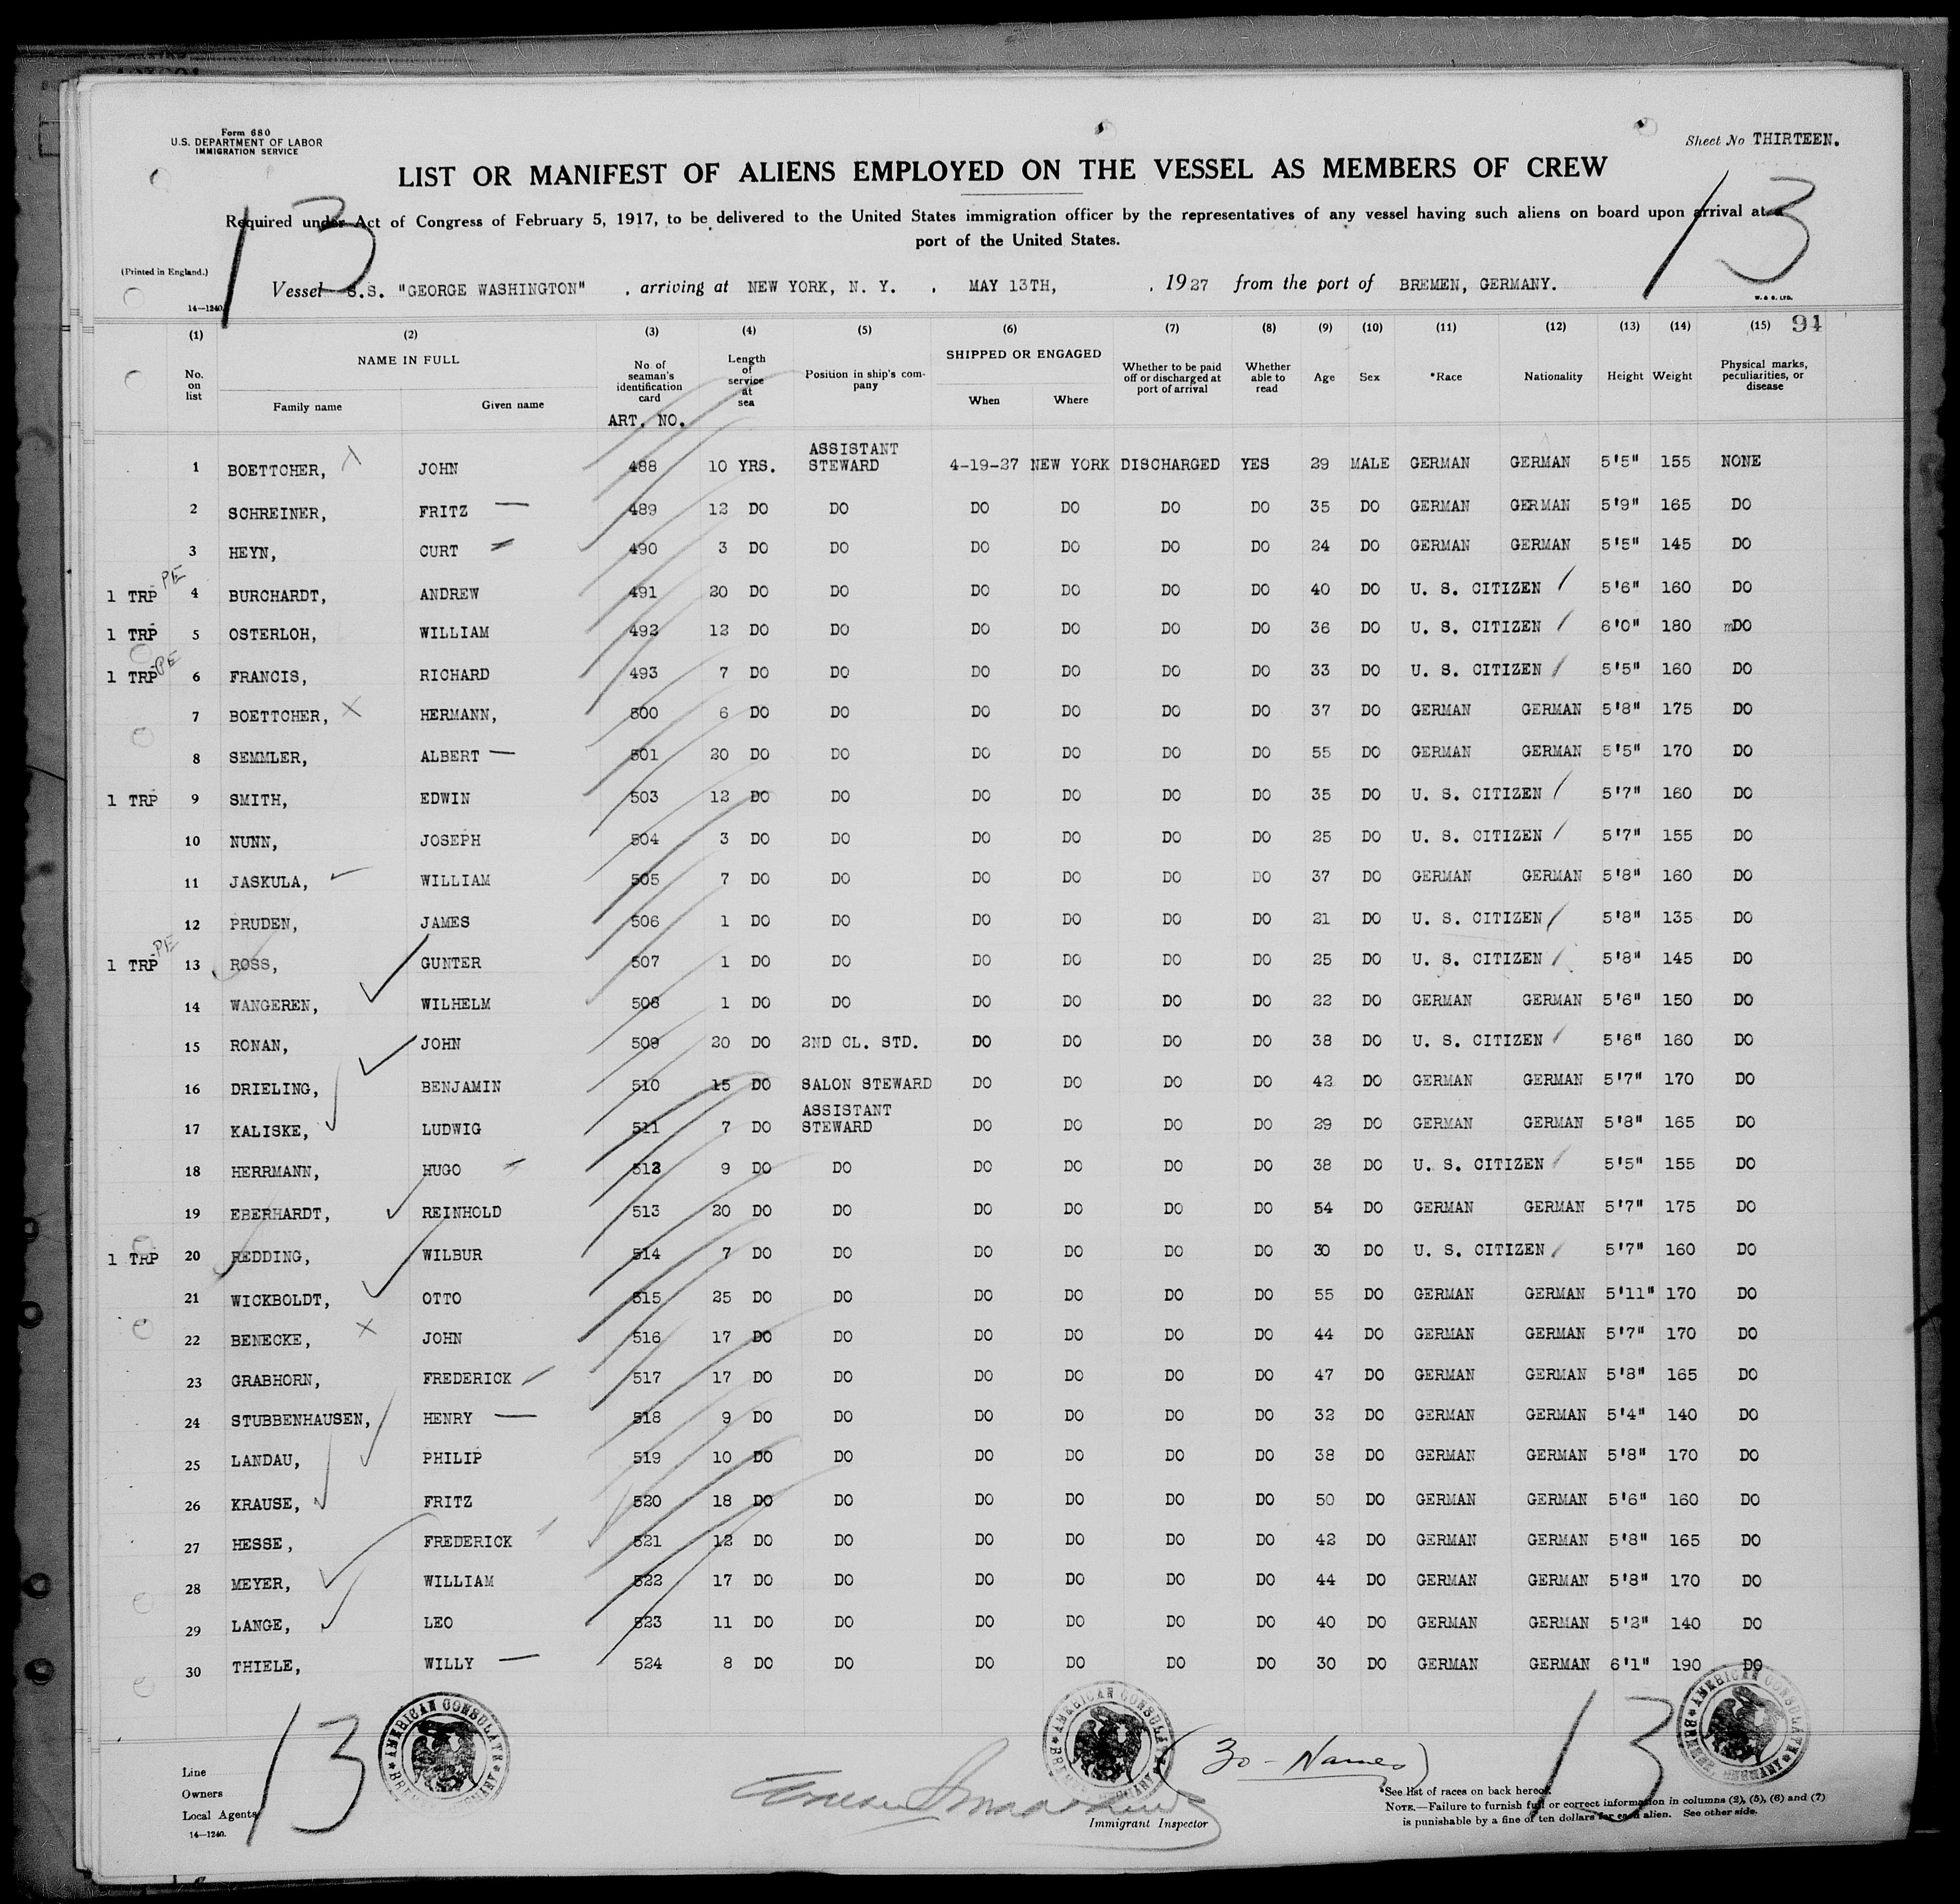 Form 680
U.S. DEPARTMENT OF LABOR
IMMIGRATION SERVICE
Sheet No THIRTEEN.
LIST OR MANIFEST OF ALIENS EMPLOYED ON THE VESSEL AS MEMBERS OF CREW
Required under Act of Congress of February 5, 1917, to be delivered to the United States immigration officer by the representatives of any vessel having such aliens on board upon arrival at a
port of the United States.
13 13
(Printed in England.)
Vessel S.S. "GEORGE WASHINGTON" , arriving at NEW YORK, N. Y. , MAY 13TH, , 1927 from the port of BREMEN, GERMANY.
14—1240 W. & S. LTD.
(1) (2) (3) (4) (5) (6) (7) (8) (9) (10) (11) (12) (13) (14) (15) 94
No. on list NAME IN FULL Family name Given name No. of seaman's identification card Length of service at sea Position in ship's company SHIPPED OR ENGAGED When Where Whether to be paid off or discharged at port of arrival Whether able to read Age Sex *Race Nationality Height Weight Physical marks, peculiarities, or disease
ART. NO.
1 BOETTCHER, JOHN 488 10 YRS. ASSISTANT STEWARD 4-19-27 NEW YORK DISCHARGED YES 29 MALE GERMAN GERMAN 5'5" 155 NONE
2 SCHREINER, FRITZ 489 12 DO DO DO DO DO DO 35 DO GERMAN GERMAN 5'9" 165 DO
3 HEYN, CURT 490 3 DO DO DO DO DO DO 24 DO GERMAN GERMAN 5'5" 145 DO
1 TRP PE 4 BURCHARDT, ANDREW 491 20 DO DO DO DO DO DO 40 DO U. S. CITIZEN 5'6" 160 DO
1 TRP 5 OSTERLOH, WILLIAM 492 12 DO DO DO DO DO DO 36 DO U. S. CITIZEN 6'0" 180 DO
1 TRP PE 6 FRANCIS, RICHARD 493 7 DO DO DO DO DO DO 33 DO U. S. CITIZEN 5'5" 160 DO
7 BOETTCHER, HERMANN, 500 6 DO DO DO DO DO DO 37 DO GERMAN GERMAN 5'8" 175 DO
8 SEMMLER, ALBERT 501 20 DO DO DO DO DO DO 55 DO GERMAN GERMAN 5'5" 170 DO
1 TRP 9 SMITH, EDWIN 503 12 DO DO DO DO DO DO 35 DO U. S. CITIZEN 5'7" 160 DO
10 NUNN, JOSEPH 504 3 DO DO DO DO DO DO 25 DO U. S. CITIZEN 5'7" 155 DO
11 JASKULA, WILLIAM 505 7 DO DO DO DO DO DO 37 DO GERMAN GERMAN 5'8" 160 DO
12 PRUDEN, JAMES 506 1 DO DO DO DO DO DO 21 DO U. S. CITIZEN 5'8" 135 DO
1 TRP PE 13 ROSS, GUNTER 507 1 DO DO DO DO DO DO 25 DO U. S. CITIZEN 5'8" 145 DO
14 WANGEREN, WILHELM 508 1 DO DO DO DO DO DO 22 DO GERMAN GERMAN 5'6" 150 DO
15 RONAN, JOHN 509 20 DO 2ND CL. STD. DO DO DO DO 38 DO U. S. CITIZEN 5'6" 160 DO
16 DRIELING, BENJAMIN 510 15 DO SALON STEWARD DO DO DO DO 42 DO GERMAN GERMAN 5'7" 170 DO
17 KALISKE, LUDWIG 511 7 DO ASSISTANT STEWARD DO DO DO DO 29 DO GERMAN GERMAN 5'8" 165 DO
18 HERRMANN, HUGO 512 9 DO DO DO DO DO DO 38 DO U. S. CITIZEN 5'5" 155 DO
19 EBERHARDT, REINHOLD 513 20 DO DO DO DO DO DO 54 DO GERMAN GERMAN 5'7" 175 DO
1 TRP 20 REDDING, WILBUR 514 7 DO DO DO DO DO DO 30 DO U. S. CITIZEN 5'7" 160 DO
21 WICKBOLDT, OTTO 515 25 DO DO DO DO DO DO 55 DO GERMAN GERMAN 5'11" 170 DO
22 BENECKE, JOHN 516 17 DO DO DO DO DO DO 44 DO GERMAN GERMAN 5'7" 170 DO
23 GRABHORN, FREDERICK 517 17 DO DO DO DO DO DO 47 DO GERMAN GERMAN 5'8" 165 DO
24 STUBBENHAUSEN, HENRY 518 9 DO DO DO DO DO DO 32 DO GERMAN GERMAN 5'4" 140 DO
25 LANDAU, PHILIP 519 10 DO DO DO DO DO DO 38 DO GERMAN GERMAN 5'8" 170 DO
26 KRAUSE, FRITZ 520 18 DO DO DO DO DO DO 50 DO GERMAN GERMAN 5'6" 160 DO
27 HESSE, FREDERICK 521 12 DO DO DO DO DO DO 42 DO GERMAN GERMAN 5'8" 165 DO
28 MEYER, WILLIAM 522 17 DO DO DO DO DO DO 44 DO GERMAN GERMAN 5'8" 170 DO
29 LANGE, LEO 523 11 DO DO DO DO DO DO 40 DO GERMAN GERMAN 5'2" 140 DO
30 THIELE, WILLY 524 8 DO DO DO DO DO DO 30 DO GERMAN GERMAN 6'1" 190 DO
13 13
AMERICAN CONSULATE BREMEN GERMANY
AMERICAN CONSULATE BREMEN GERMANY
AMERICAN CONSULATE BREMEN GERMANY
(30 - Names)
Line
Owners
Local Agents
14—1240.
Immigrant Inspector
*See list of races on back hereof.
NOTE.—Failure to furnish full or correct information in columns (2), (5), (6) and (7)
is punishable by a fine of ten dollars for each alien. See other side.